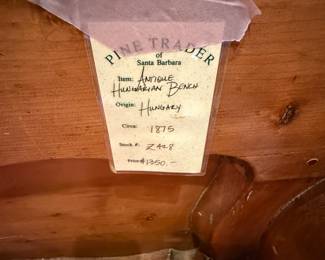 PINE TRADER
of
Santa Barbara
Item: ANTIQUE
HUNGARIAN BENCH
Origin: HUNGARY
Circa: 1875
Stock #: Z428
Price $1350.-